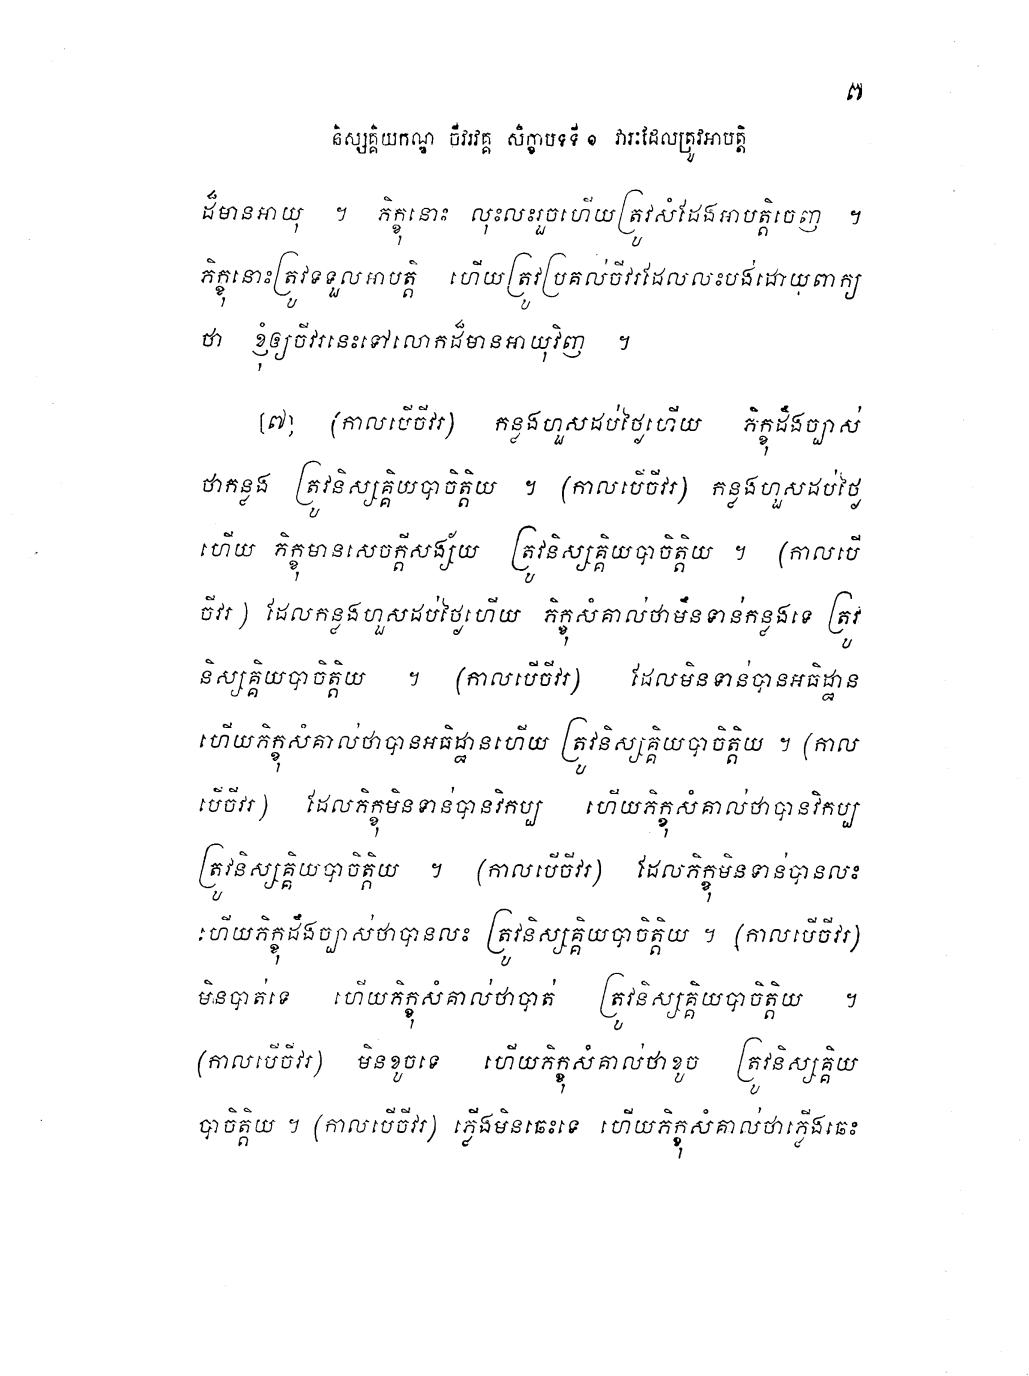 ៧
និស្សគ្គិយកណ្ឌ ចីវរវគ្គ សិក្ខាបទទី ១ វារៈដែលត្រូវអាបត្តិ
ដ៏មានអាយុ ។ ភិក្ខុនោះ លុះលះរួចហើយត្រូវសំដែងអាបត្តិចេញ ។
ភិក្ខុនោះត្រូវទទួលអាបត្តិ ហើយត្រូវប្រគល់ចីវរដែលលះបង់ដោយពាក្យ
ថា ខ្ញុំឲ្យចីវរនេះទៅលោកដ៏មានអាយុវិញ ។
[៧] (កាលបើចីវរ) កន្លងហួសដប់ថ្ងៃហើយ ភិក្ខុដឹងច្បាស់
ថាកន្លង ត្រូវនិស្សគ្គិយបាចិត្តិយ ។ (កាលបើចីវរ) កន្លងហួសដប់ថ្ងៃ
ហើយ ភិក្ខុមានសេចក្តីសង្ស័យ ត្រូវនិស្សគ្គិយបាចិត្តិយ ។ (កាលបើ
ចីវរ) ដែលកន្លងហួសដប់ថ្ងៃហើយ ភិក្ខុសំគាល់ថាមិនទាន់កន្លងទេ ត្រូវ
និស្សគ្គិយបាចិត្តិយ ។ (កាលបើចីវរ) ដែលមិនទាន់បានអធិដ្ឋាន
ហើយភិក្ខុសំគាល់ថាបានអធិដ្ឋានហើយ ត្រូវនិស្សគ្គិយបាចិត្តិយ ។ (កាល
បើចីវរ) ដែលភិក្ខុមិនទាន់បានវិកប្ប ហើយភិក្ខុសំគាល់ថាបានវិកប្ប
ត្រូវនិស្សគ្គិយបាចិត្តិយ ។ (កាលបើចីវរ) ដែលភិក្ខុមិនទាន់បានលះ
ហើយភិក្ខុដឹងច្បាស់ថាបានលះ ត្រូវនិស្សគ្គិយបាចិត្តិយ ។ (កាលបើចីវរ)
មិនបាត់ទេ ហើយភិក្ខុសំគាល់ថាបាត់ ត្រូវនិស្សគ្គិយបាចិត្តិយ ។
(កាលបើចីវរ) មិនខូចទេ ហើយភិក្ខុសំគាល់ថាខូច ត្រូវនិស្សគ្គិយ
បាចិត្តិយ ។ (កាលបើចីវរ) ភ្លើងមិនឆេះទេ ហើយភិក្ខុសំគាល់ថាភ្លើងឆេះ